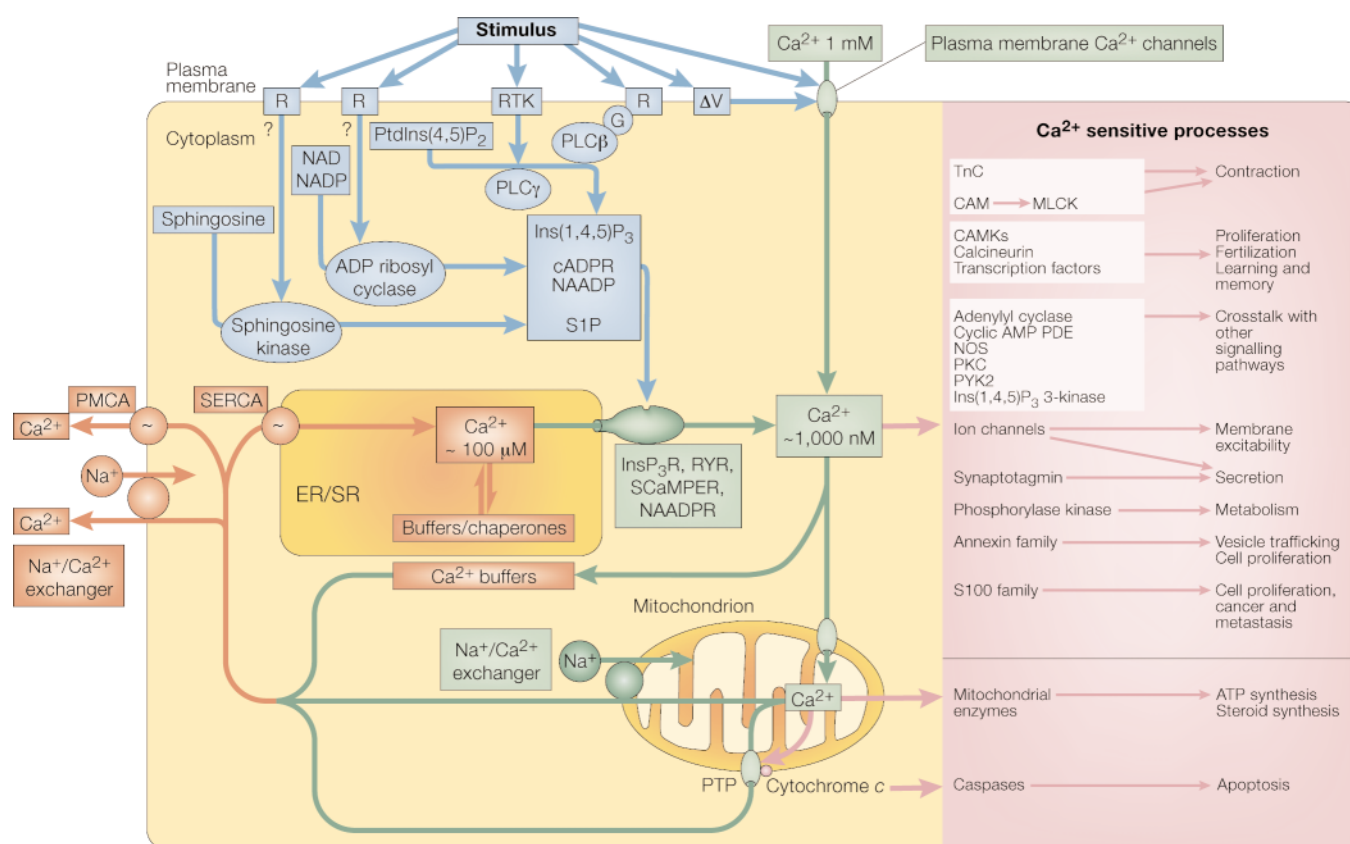 Stimulus
Ca²⁺ 1 mM
Plasma membrane Ca²⁺ channels
Plasma
membrane
R
R
RTK
R
ΔV
?
?
G
Cytoplasm
PtdIns(4,5)P₂
PLCβ
NAD
NADP
PLCγ
Sphingosine
ADP ribosyl
cyclase
Ins(1,4,5)P₃
cADPR
NAADP
S1P
Sphingosine
kinase
PMCA
SERCA
Ca²⁺
~
~
Na⁺
Ca²⁺
Na⁺/Ca²⁺
exchanger
Ca²⁺
~ 100 μM
ER/SR
Buffers/chaperones
InsP₃R, RYR,
SCaMPER,
NAADPR
Ca²⁺
~1,000 nM
Ca²⁺ buffers
Mitochondrion
Na⁺/Ca²⁺
exchanger
Na⁺
Ca²⁺
PTP
Cytochrome c
Ca²⁺ sensitive processes
TnC
Contraction
CAM MLCK
CAMKs
Calcineurin
Transcription factors
Proliferation
Fertilization
Learning and
memory
Adenylyl cyclase
Cyclic AMP PDE
NOS
PKC
PYK2
Ins(1,4,5)P₃ 3-kinase
Crosstalk with
other
signalling
pathways
Ion channels
Membrane
excitability
Synaptotagmin
Secretion
Phosphorylase kinase
Metabolism
Annexin family
Vesicle trafficking
Cell proliferation
S100 family
Cell proliferation,
cancer and
metastasis
Mitochondrial
enzymes
ATP synthesis
Steroid synthesis
Caspases
Apoptosis